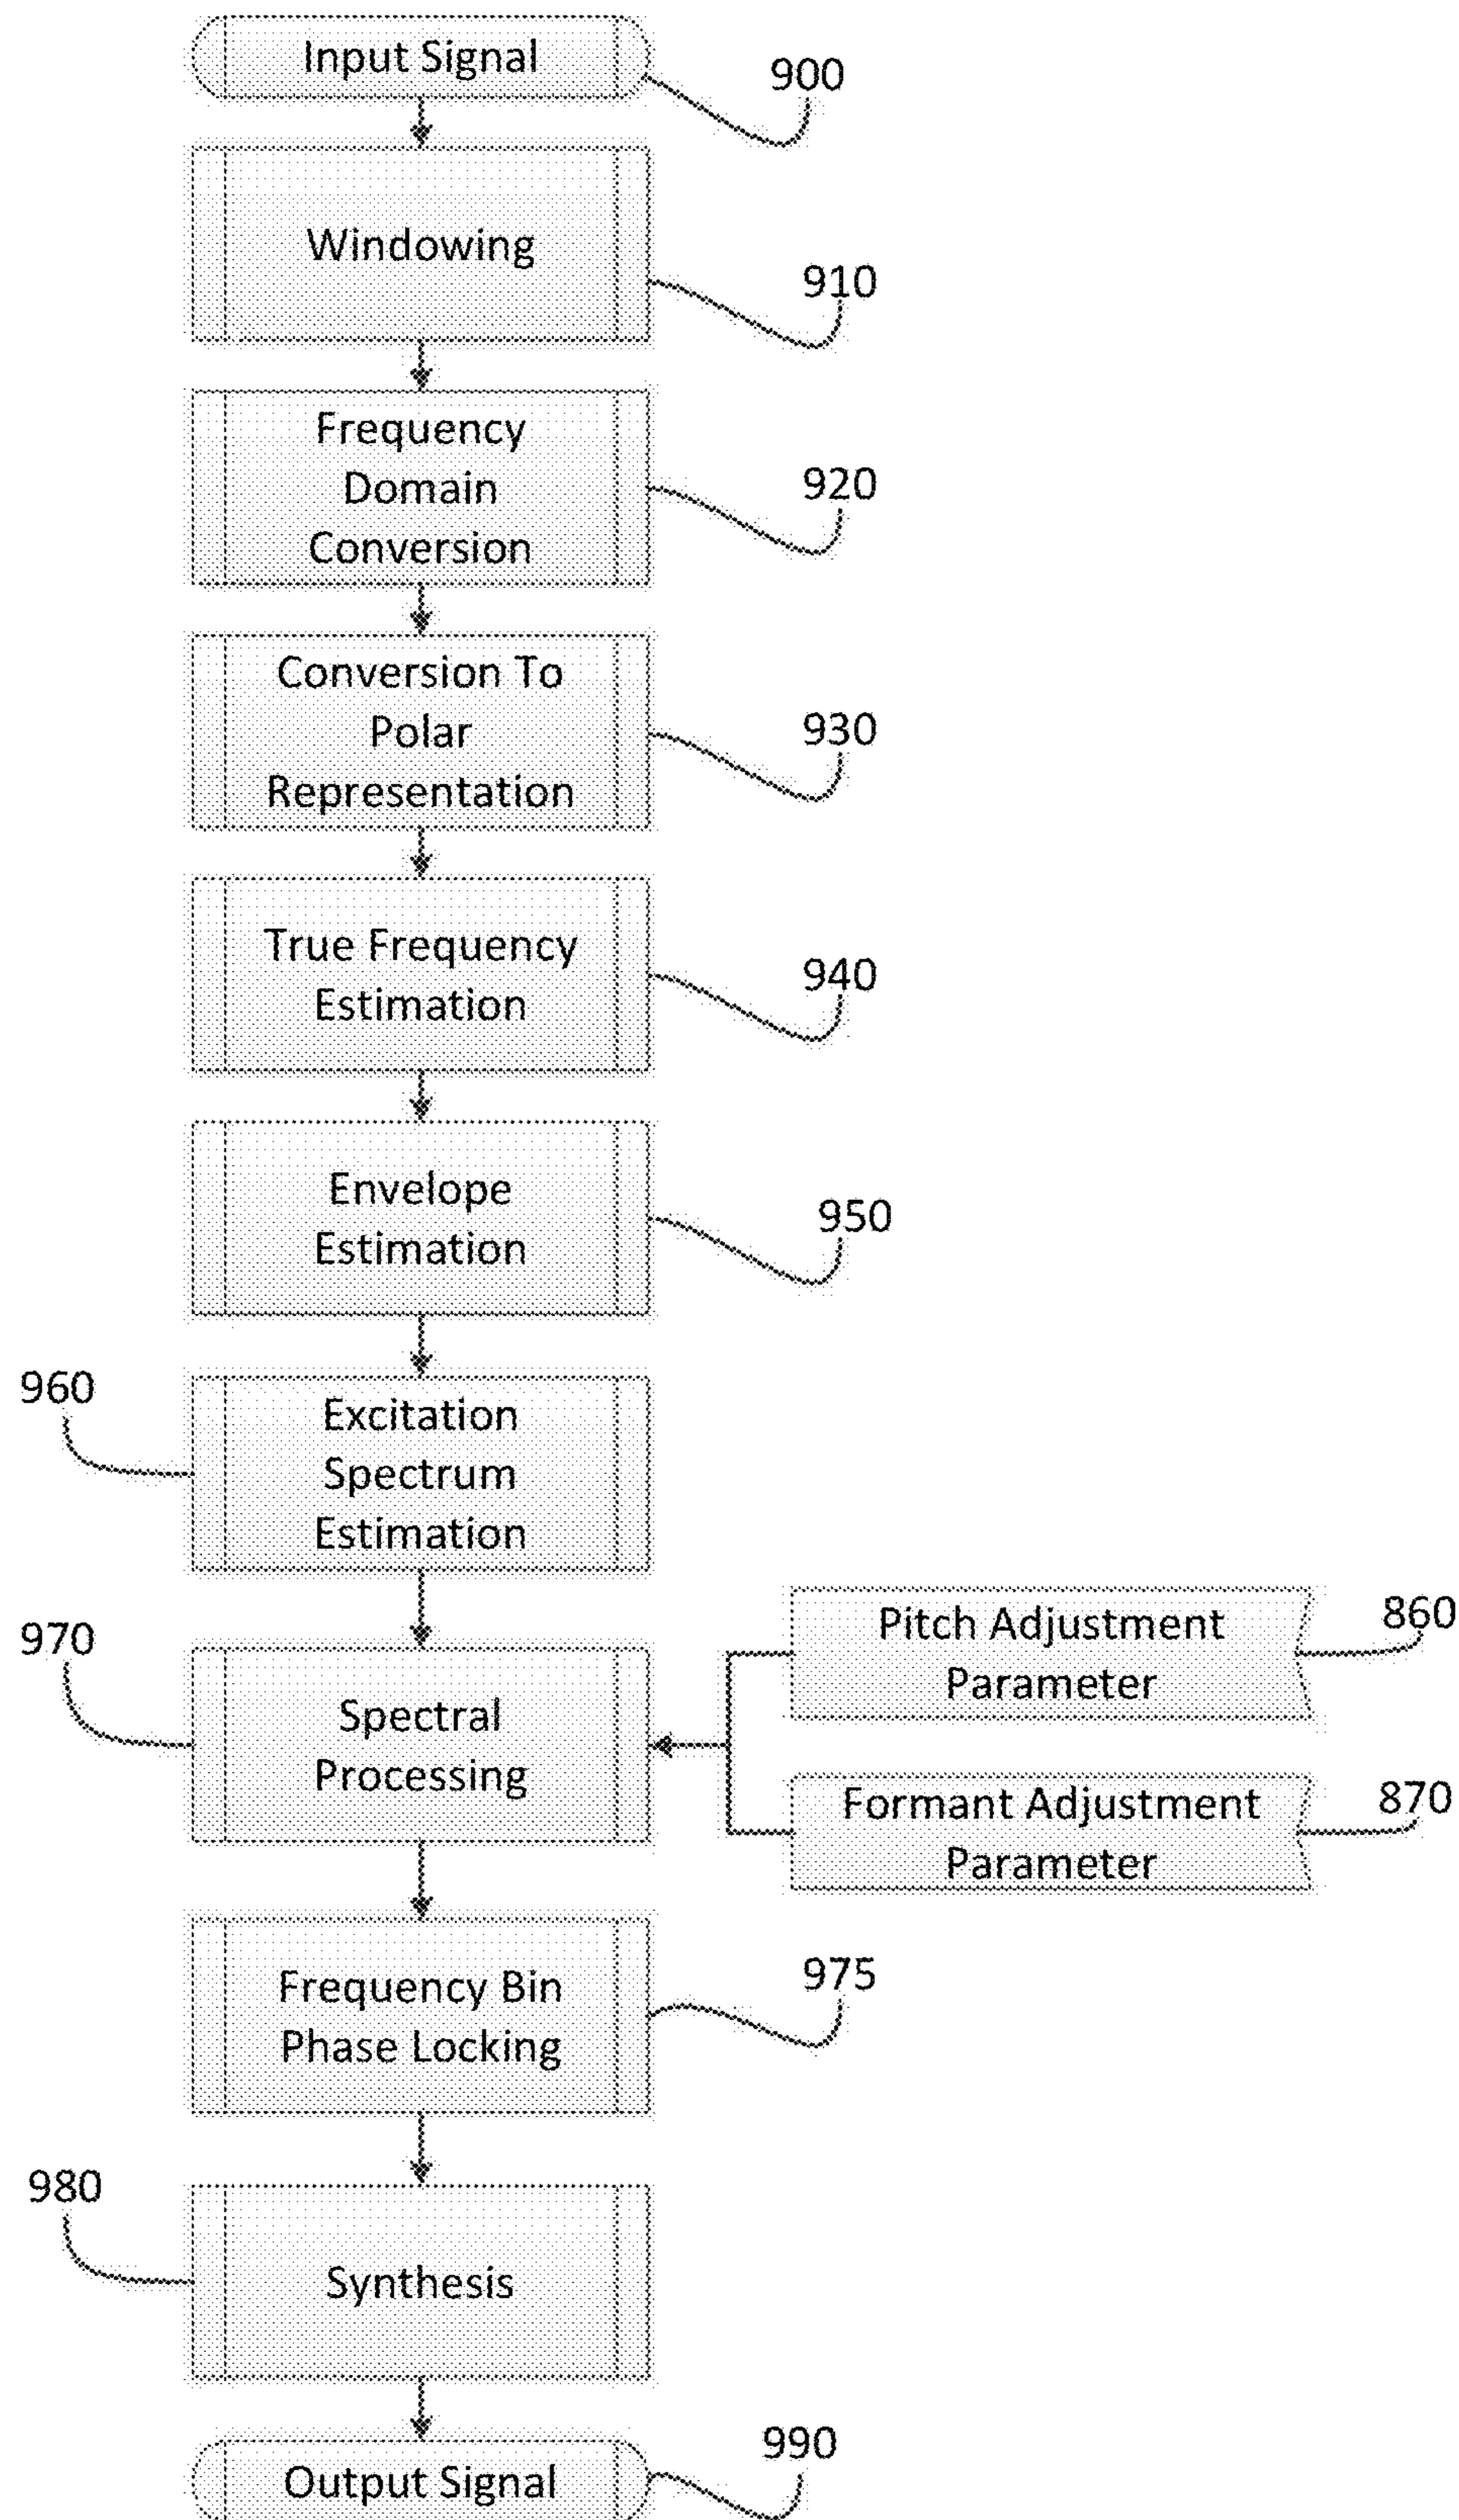 Input Signal
900
Windowing
910
Frequency
Domain
Conversion
920
Conversion To
Polar
Representation
930
True Frequency
Estimation
940
Envelope
Estimation
950
960
Excitation
Spectrum
Estimation
970
Spectral
Processing
Pitch Adjustment
Parameter
860
Formant Adjustment
Parameter
870
Frequency Bin
Phase Locking
975
980
Synthesis
Output Signal
990